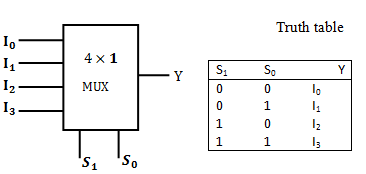 Truth table
I₀
I₁
I₂
I₃
4 × 1
MUX
Y
S₁ S₀
S₁ S₀ Y
0 0 I₀
0 1 I₁
1 0 I₂
1 1 I₃